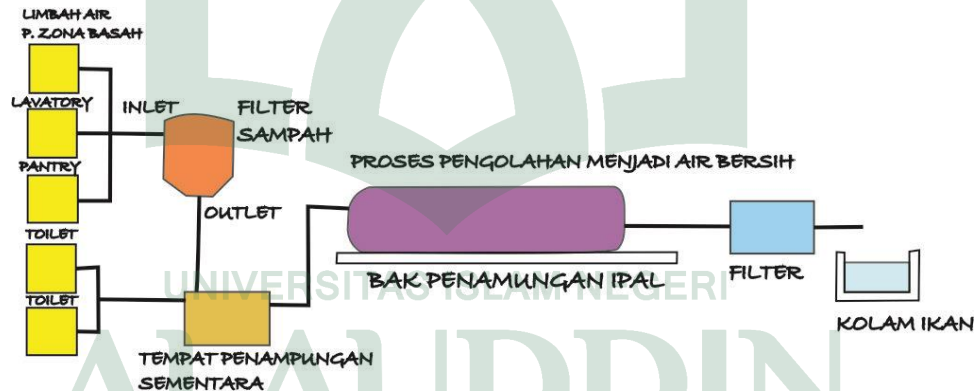 LIMBAH AIR
P. ZONA BASAH
LAVATORY
INLET
FILTER
SAMPAH
PANTRY
PROSES PENGOLAHAN MENJADI AIR BERSIH
OUTLET
TOILET
TOILET
UNIVERSITAS ISLAM NEGERI
BAK PENAMUNGAN IPAL
FILTER
KOLAM IKAN
TEMPAT PENAMPUNGAN
SEMENTARA
ALAUDDIN